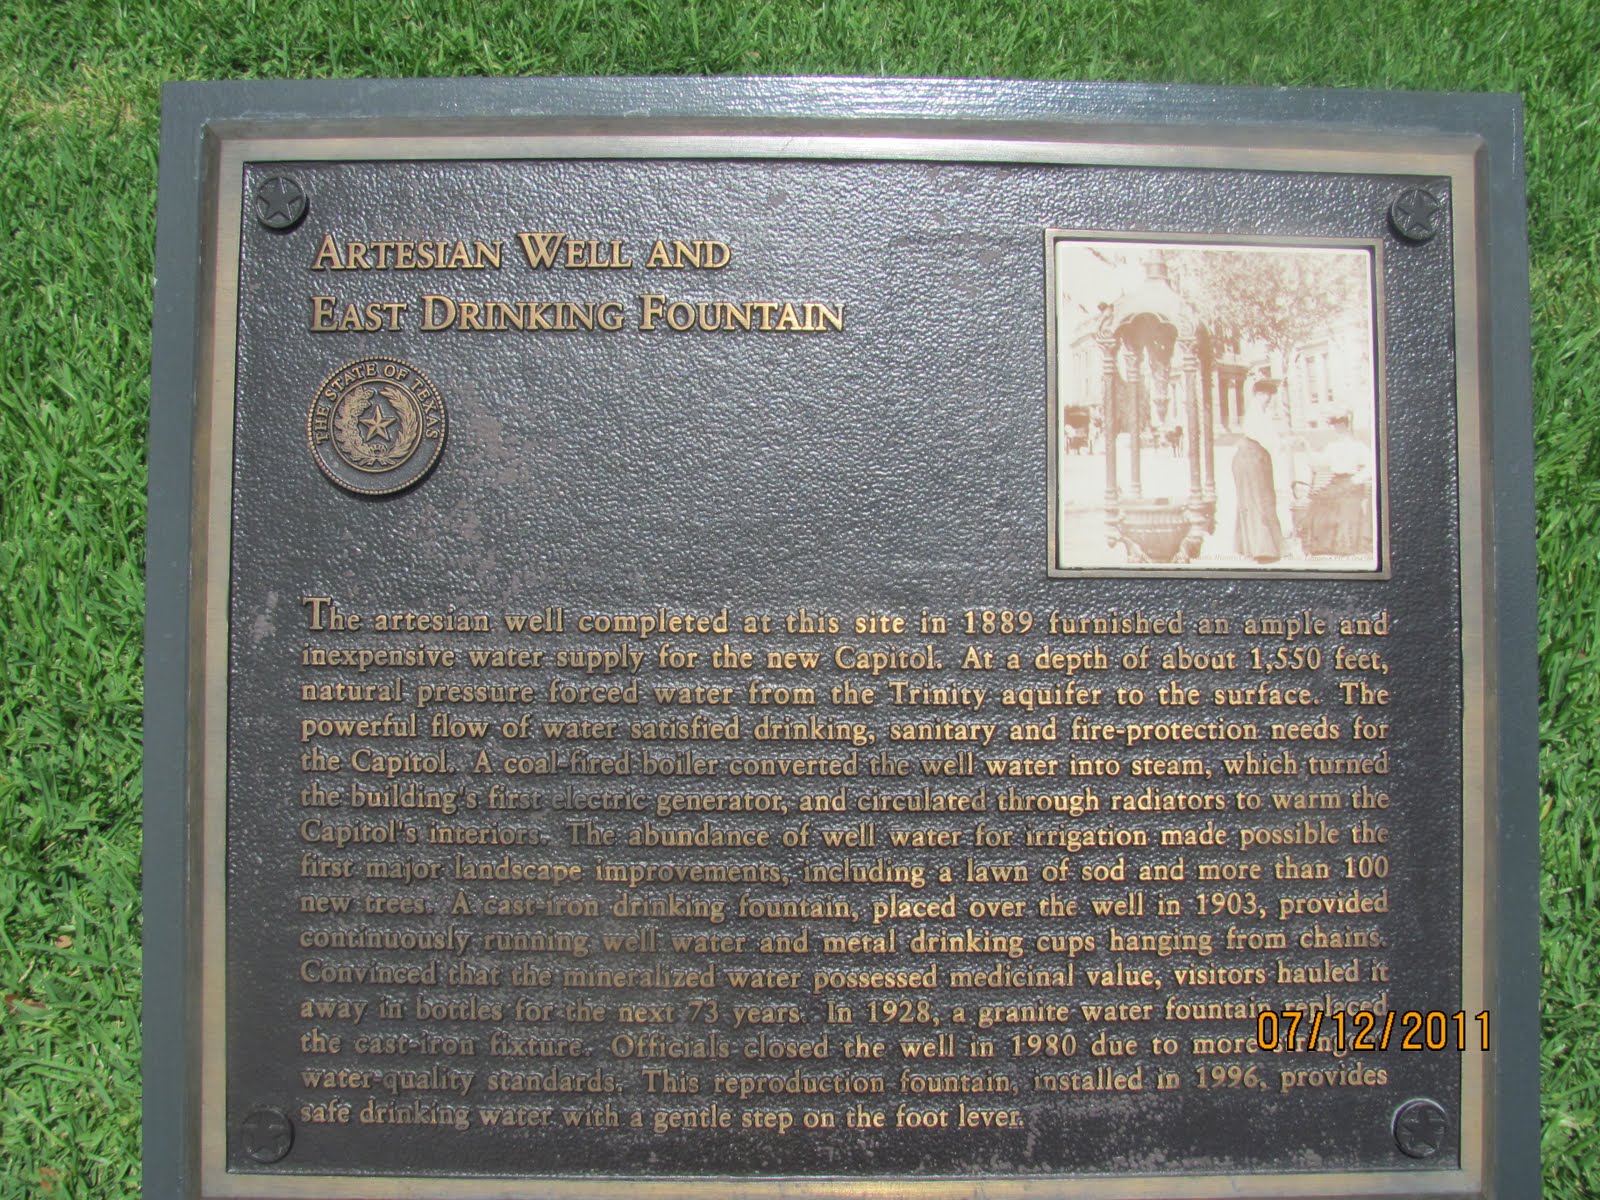 ARTESIAN WELL AND
EAST DRINKING FOUNTAIN
THE STATE OF TEXAS
The artesian well completed at this site in 1889 furnished an ample and
inexpensive water supply for the new Capitol. At a depth of about 1,550 feet,
natural pressure forced water from the Trinity aquifer to the surface. The
powerful flow of water satisfied drinking, sanitary and fire-protection needs for
the Capitol. A coal-fired boiler converted the well water into steam, which turned
the building's first electric generator, and circulated through radiators to warm the
Capitol's interiors. The abundance of well water for irrigation made possible the
first major landscape improvements, including a lawn of sod and more than 100
new trees. A cast-iron drinking fountain, placed over the well in 1903, provided
continuously running well water and metal drinking cups hanging from chains.
Convinced that the mineralized water possessed medicinal value, visitors hauled it
away in bottles for the next 73 years. In 1928, a granite water fountain replaced
the cast-iron fixture. Officials closed the well in 1980 due to more
water-quality standards. This reproduction fountain, installed in 1996, provides
safe drinking water with a gentle step on the foot lever.
07/12/2011